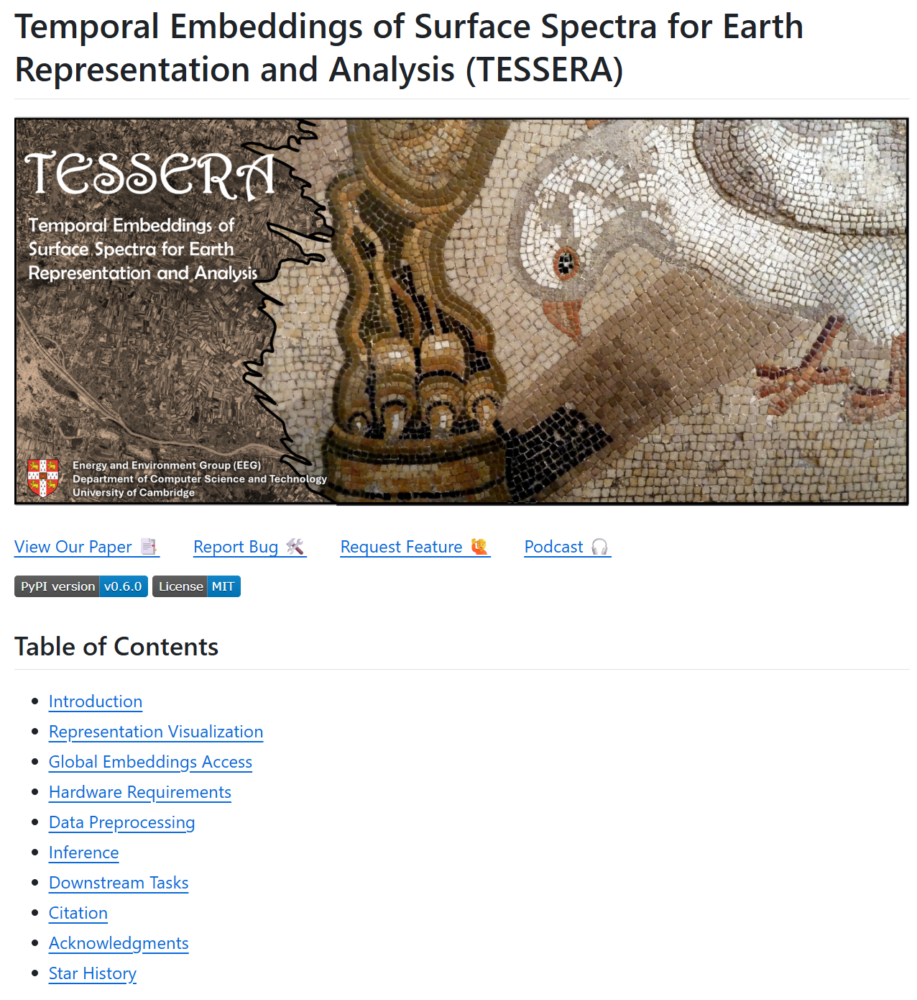 Temporal Embeddings of Surface Spectra for Earth
Representation and Analysis (TESSERA)
TESSERA
Temporal Embeddings of
Surface Spectra for Earth
Representation and Analysis
Energy and Environment Group (EEG)
Department of Computer Science and Technology
University of Cambridge
View Our Paper Report Bug Request Feature Podcast
PyPI version v0.6.0 License MIT
Table of Contents
Introduction
Representation Visualization
Global Embeddings Access
Hardware Requirements
Data Preprocessing
Inference
Downstream Tasks
Citation
Acknowledgments
Star History